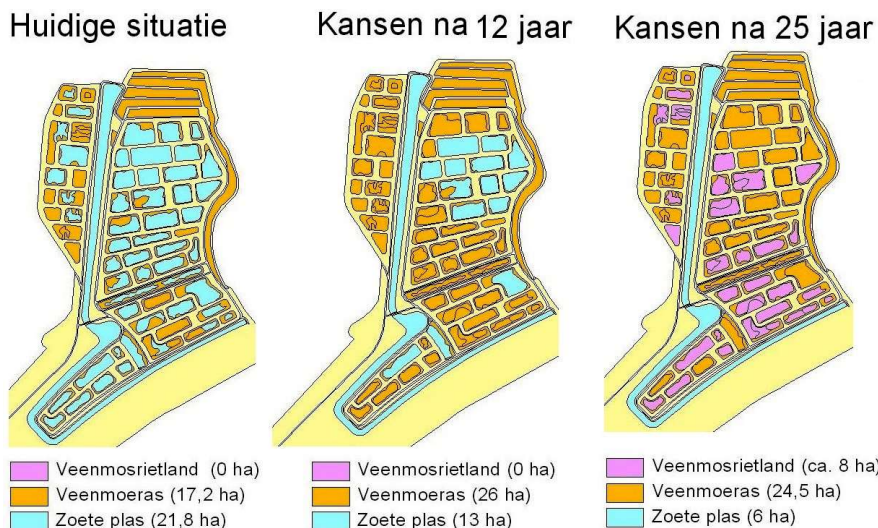 Huidige situatie
Kansen na 12 jaar
Kansen na 25 jaar
Veenmosrietland (0 ha)
Veenmoeras (17,2 ha)
Zoete plas (21,8 ha)
Veenmosrietland (0 ha)
Veenmoeras (26 ha)
Zoete plas (13 ha)
Veenmosrietland (ca. 8 ha)
Veenmoeras (24,5 ha)
Zoete plas (6 ha)